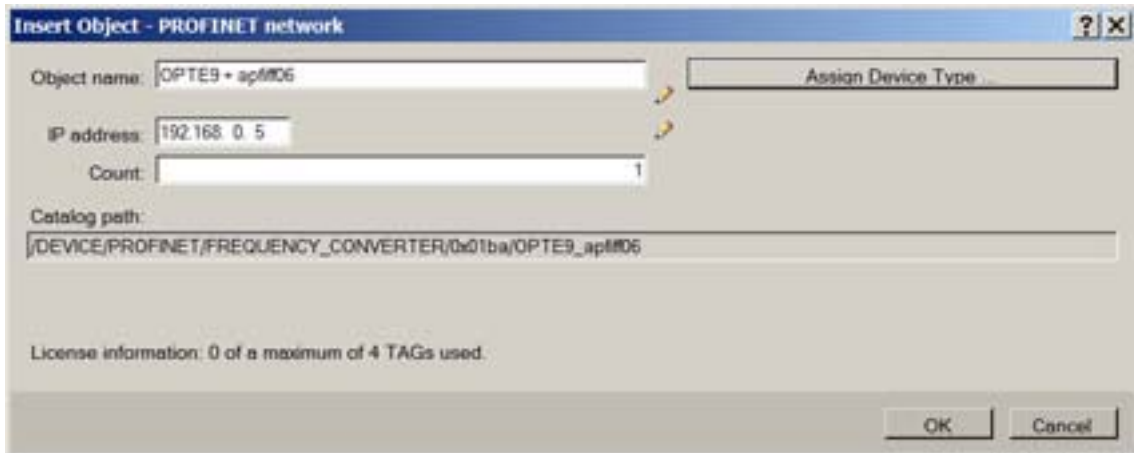 Insert Object - PROFINET network
Object name: OPTE9 + apfiff06
Assign Device Type ...
IP address: 192.168. 0. 5
Count: 1
Catalog path:
/DEVICE/PROFINET/FREQUENCY_CONVERTER/0x01ba/OPTE9_apfiff06
License information: 0 of a maximum of 4 TAGs used.
OK Cancel